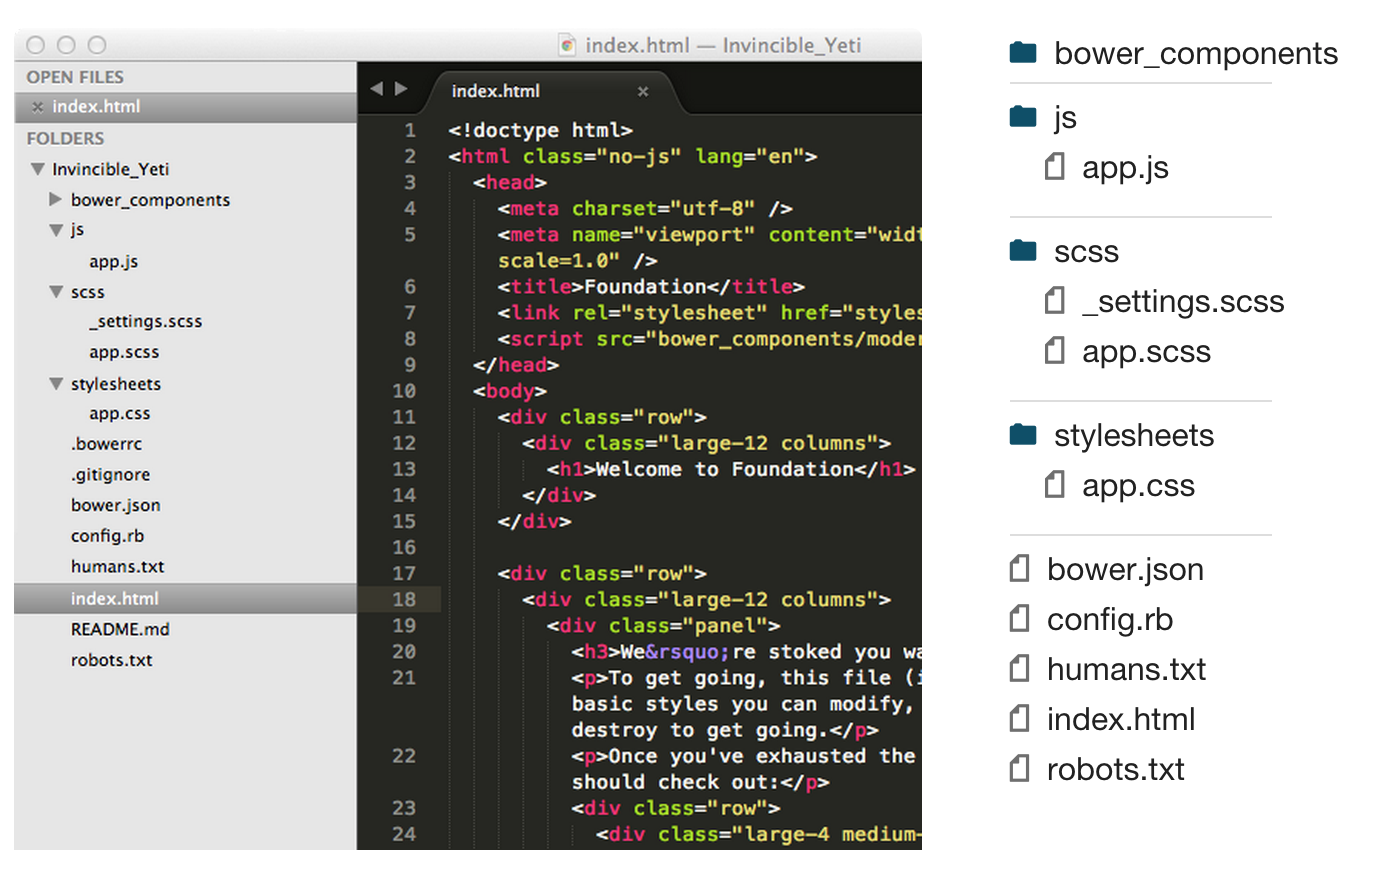 index.html — Invincible_Yeti
OPEN FILES
index.html
FOLDERS
Invincible_Yeti
bower_components
js
app.js
scss
_settings.scss
app.scss
stylesheets
app.css
.bowerrc
.gitignore
bower.json
config.rb
humans.txt
index.html
README.md
robots.txt
index.html
1 <!doctype html>
2 <html class="no-js" lang="en">
3 <head>
4 <meta charset="utf-8" />
5 <meta name="viewport" content="widt
scale=1.0" />
6 <title>Foundation</title>
7 <link rel="stylesheet" href="styles
8 <script src="bower_components/moder
9 </head>
10 <body>
11 <div class="row">
12 <div class="large-12 columns">
13 <h1>Welcome to Foundation</h1>
14 </div>
15 </div>
16
17 <div class="row">
18 <div class="large-12 columns">
19 <div class="panel">
20 <h3>We&rsquo;re stoked you wa
21 <p>To get going, this file (i
basic styles you can modify,
destroy to get going.</p>
22 <p>Once you've exhausted the
should check out:</p>
23 <div class="row">
24 <div class="large-4 medium-
bower_components
js
app.js
scss
_settings.scss
app.scss
stylesheets
app.css
bower.json
config.rb
humans.txt
index.html
robots.txt